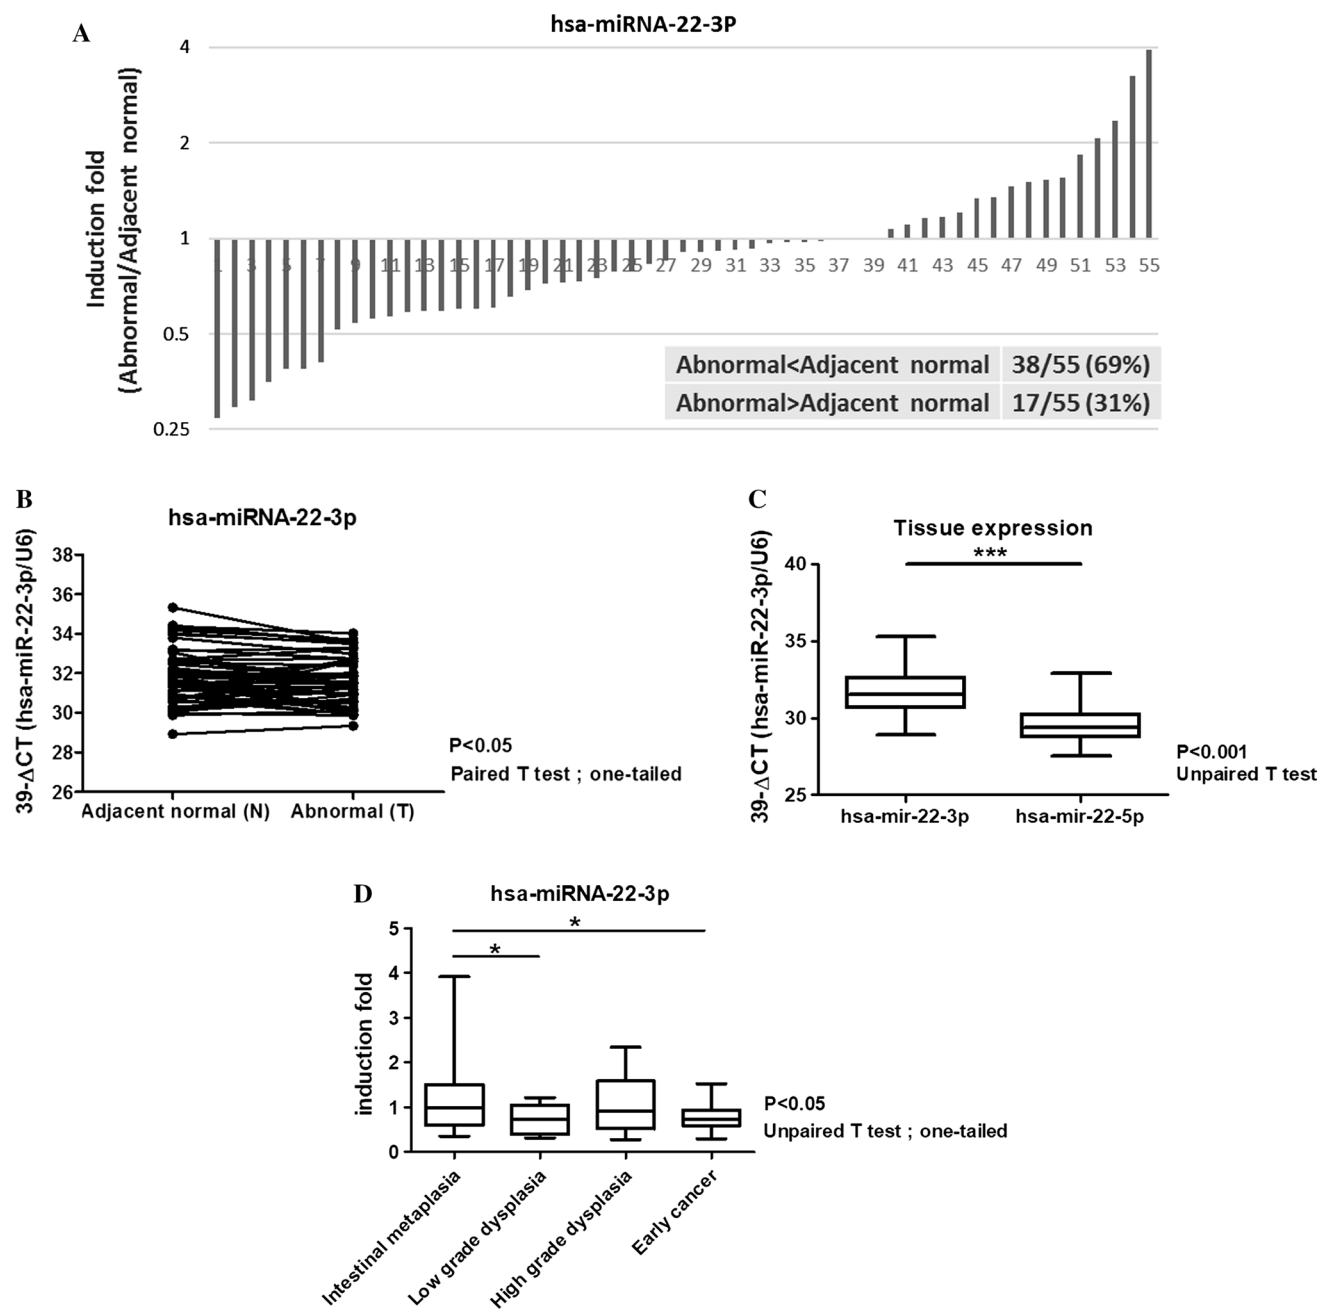 A
hsa-miRNA-22-3P
Induction fold
(Abnormal/Adjacent normal)
4
2
1
0.5
0.25
1 3 5 7 9 11 13 15 17 19 21 23 25 27 29 31 33 35 37 39 41 43 45 47 49 51 53 55
Abnormal<Adjacent normal 38/55 (69%)
Abnormal>Adjacent normal 17/55 (31%)
B
hsa-miRNA-22-3p
39-ΔCT (hsa-miR-22-3p/U6)
38
36
34
32
30
28
26
Adjacent normal (N) Abnormal (T)
P<0.05
Paired T test ; one-tailed
C
Tissue expression
***
39-ΔCT (hsa-miR-22-3p/U6)
40
35
30
25
hsa-mir-22-3p hsa-mir-22-5p
P<0.001
Unpaired T test
D
hsa-miRNA-22-3p
*
*
induction fold
5
4
3
2
1
0
Intestinal metaplasia
Low grade dysplasia
High grade dysplasia
Early cancer
P<0.05
Unpaired T test ; one-tailed